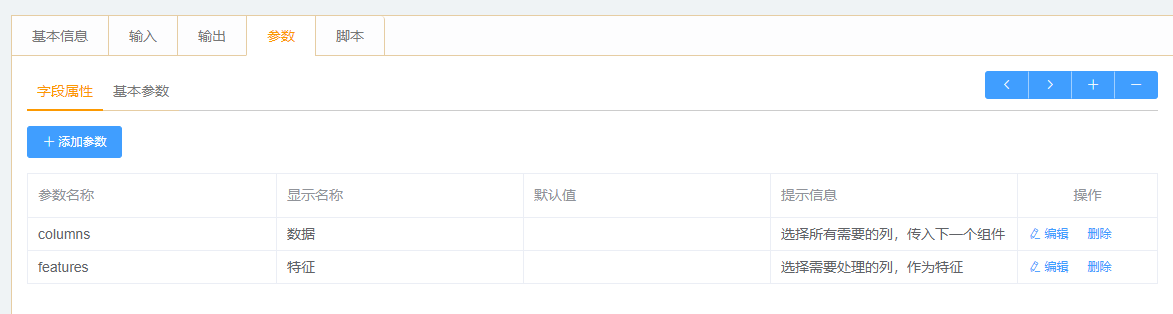 基本信息 输入 输出 参数 脚本
字段属性 基本参数
添加参数
参数名称 显示名称 默认值 提示信息 操作
columns 数据 选择所有需要的列，传入下一个组件 编辑 删除
features 特征 选择需要处理的列，作为特征 编辑 删除